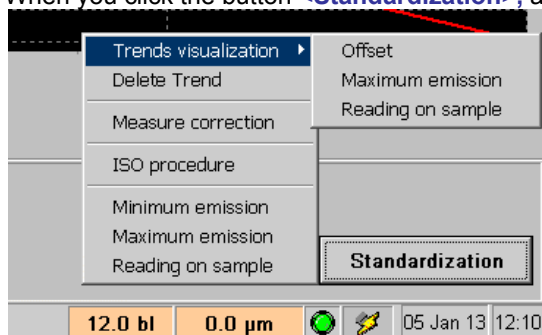 When you click the button <Standardization>, a
Trends visualization
Delete Trend
Measure correction
ISO procedure
Minimum emission
Maximum emission
Reading on sample
Offset
Maximum emission
Reading on sample
Standardization
12.0 bl 0.0 µm 05 Jan 13 12:10